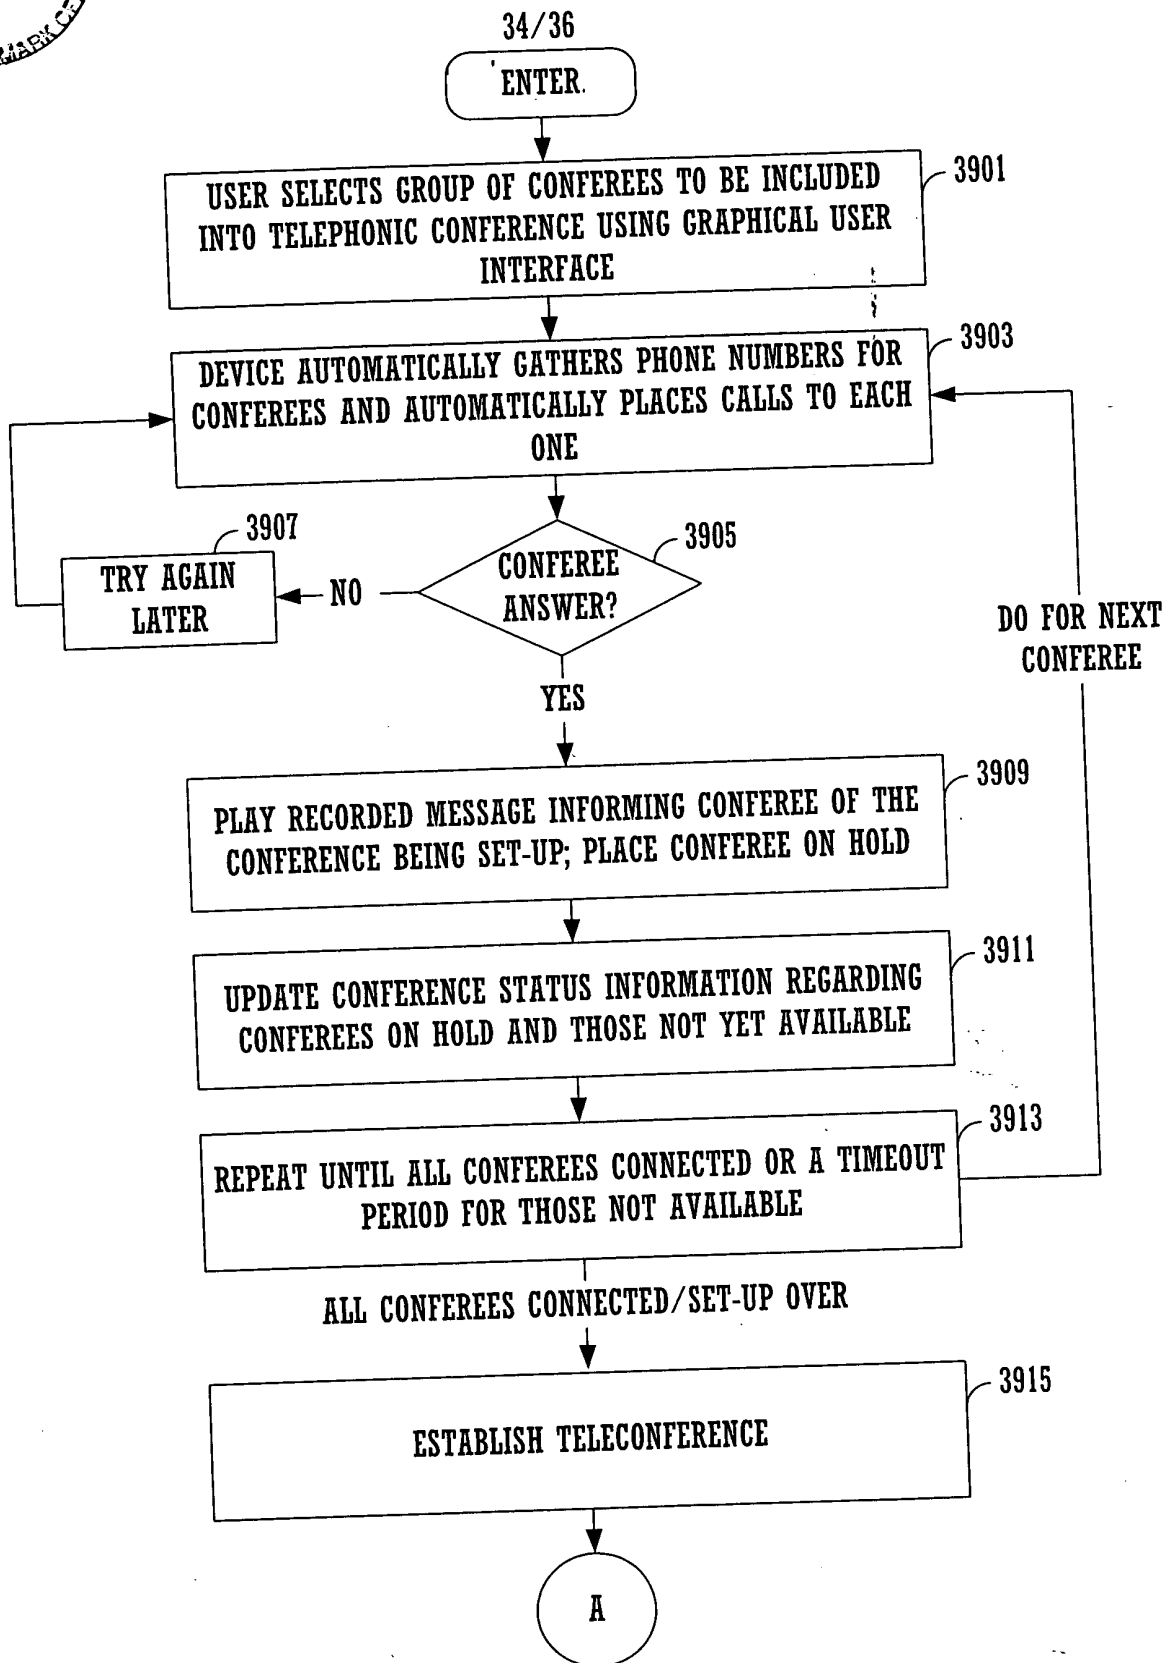 34/36
ENTER.
USER SELECTS GROUP OF CONFEREES TO BE INCLUDED
INTO TELEPHONIC CONFERENCE USING GRAPHICAL USER
INTERFACE
3901
DEVICE AUTOMATICALLY GATHERS PHONE NUMBERS FOR
CONFEREES AND AUTOMATICALLY PLACES CALLS TO EACH
ONE
3903
3907
TRY AGAIN
LATER
NO
CONFEREE
ANSWER?
3905
DO FOR NEXT
CONFEREE
YES
PLAY RECORDED MESSAGE INFORMING CONFEREE OF THE
CONFERENCE BEING SET-UP; PLACE CONFEREE ON HOLD
3909
UPDATE CONFERENCE STATUS INFORMATION REGARDING
CONFEREES ON HOLD AND THOSE NOT YET AVAILABLE
3911
REPEAT UNTIL ALL CONFEREES CONNECTED OR A TIMEOUT
PERIOD FOR THOSE NOT AVAILABLE
3913
ALL CONFEREES CONNECTED/SET-UP OVER
ESTABLISH TELECONFERENCE
3915
A